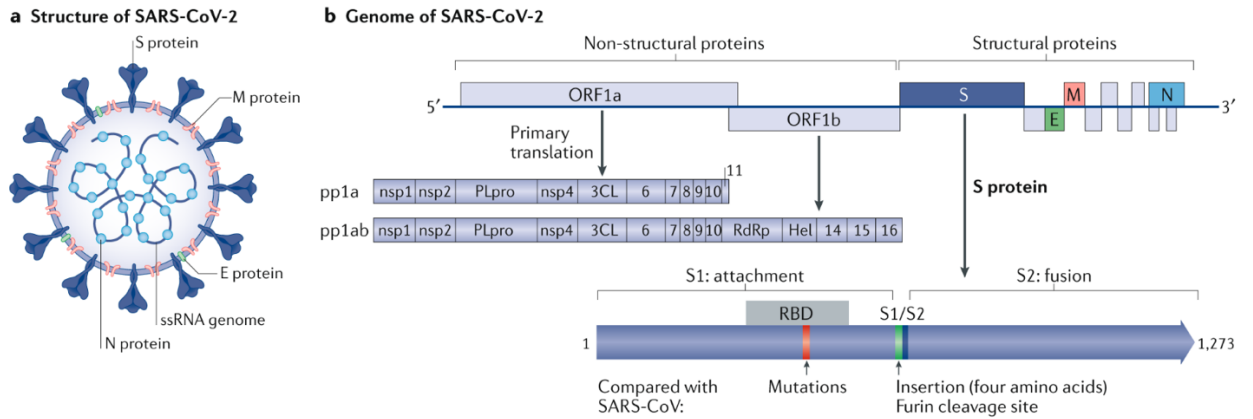 a Structure of SARS-CoV-2
S protein
M protein
E protein
ssRNA genome
N protein
b Genome of SARS-CoV-2
Non-structural proteins
Structural proteins
5′
ORF1a
ORF1b
S
E
M
N
3′
Primary
translation
11
pp1a
nsp1 nsp2 PLpro nsp4 3CL 6 7 8 9 10
pp1ab
nsp1 nsp2 PLpro nsp4 3CL 6 7 8 9 10 RdRp Hel 14 15 16
S protein
S1: attachment
S2: fusion
RBD
S1/S2
1
1,273
Compared with
SARS-CoV:
Mutations
Insertion (four amino acids)
Furin cleavage site